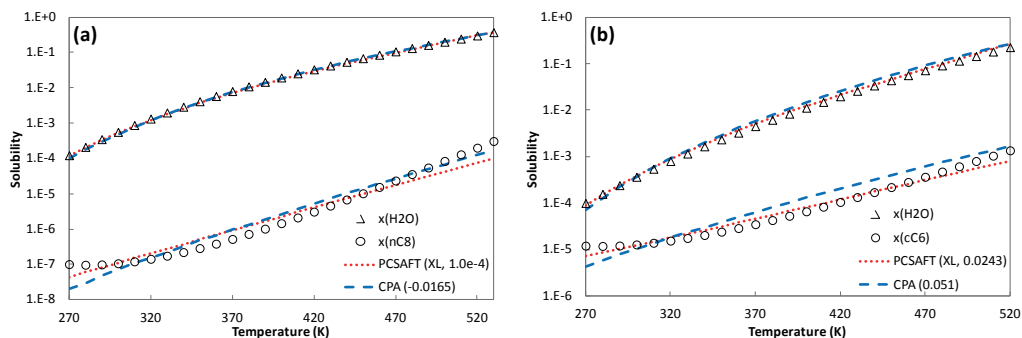 (a)
1.E+0
1.E-1
1.E-2
1.E-3
1.E-4
1.E-5
1.E-6
1.E-7
1.E-8
Solubility
x(H2O)
x(nC8)
PCSAFT (XL, 1.0e-4)
CPA (-0.0165)
270 320 370 420 470 520
Temperature (K)
(b)
1.E+0
1.E-1
1.E-2
1.E-3
1.E-4
1.E-5
1.E-6
Solubility
x(H2O)
x(cC6)
PCSAFT (XL, 0.0243)
CPA (0.051)
270 320 370 420 470 520
Temperature (K)